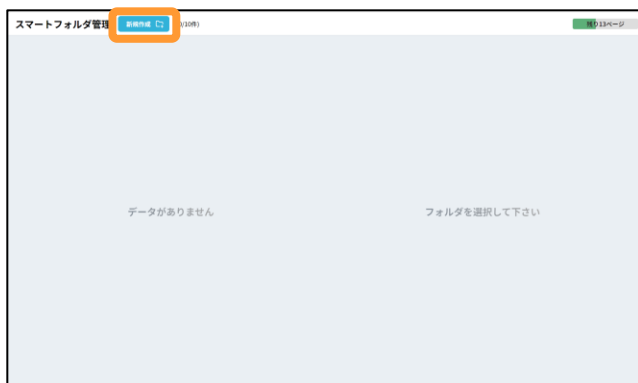 スマートフォルダ管理 新規作成 /10件)
残り13ページ
データがありません
フォルダを選択して下さい